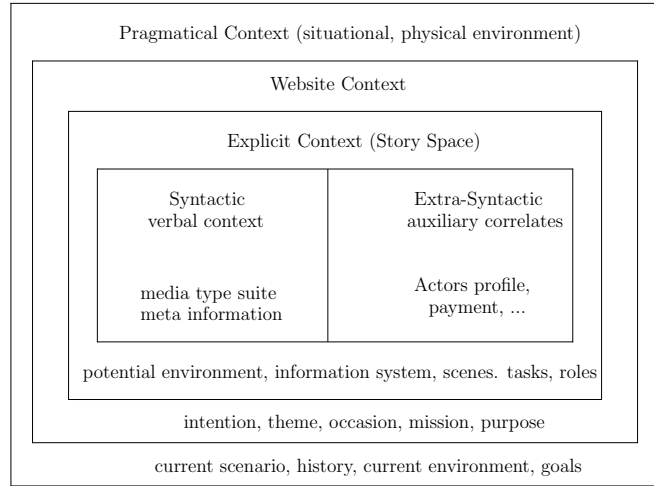 Pragmatical Context (situational, physical environment)
Website Context
Explicit Context (Story Space)
Syntactic
verbal context
media type suite
meta information
Extra-Syntactic
auxiliary correlates
Actors profile,
payment, ...
potential environment, information system, scenes. tasks, roles
intention, theme, occasion, mission, purpose
current scenario, history, current environment, goals